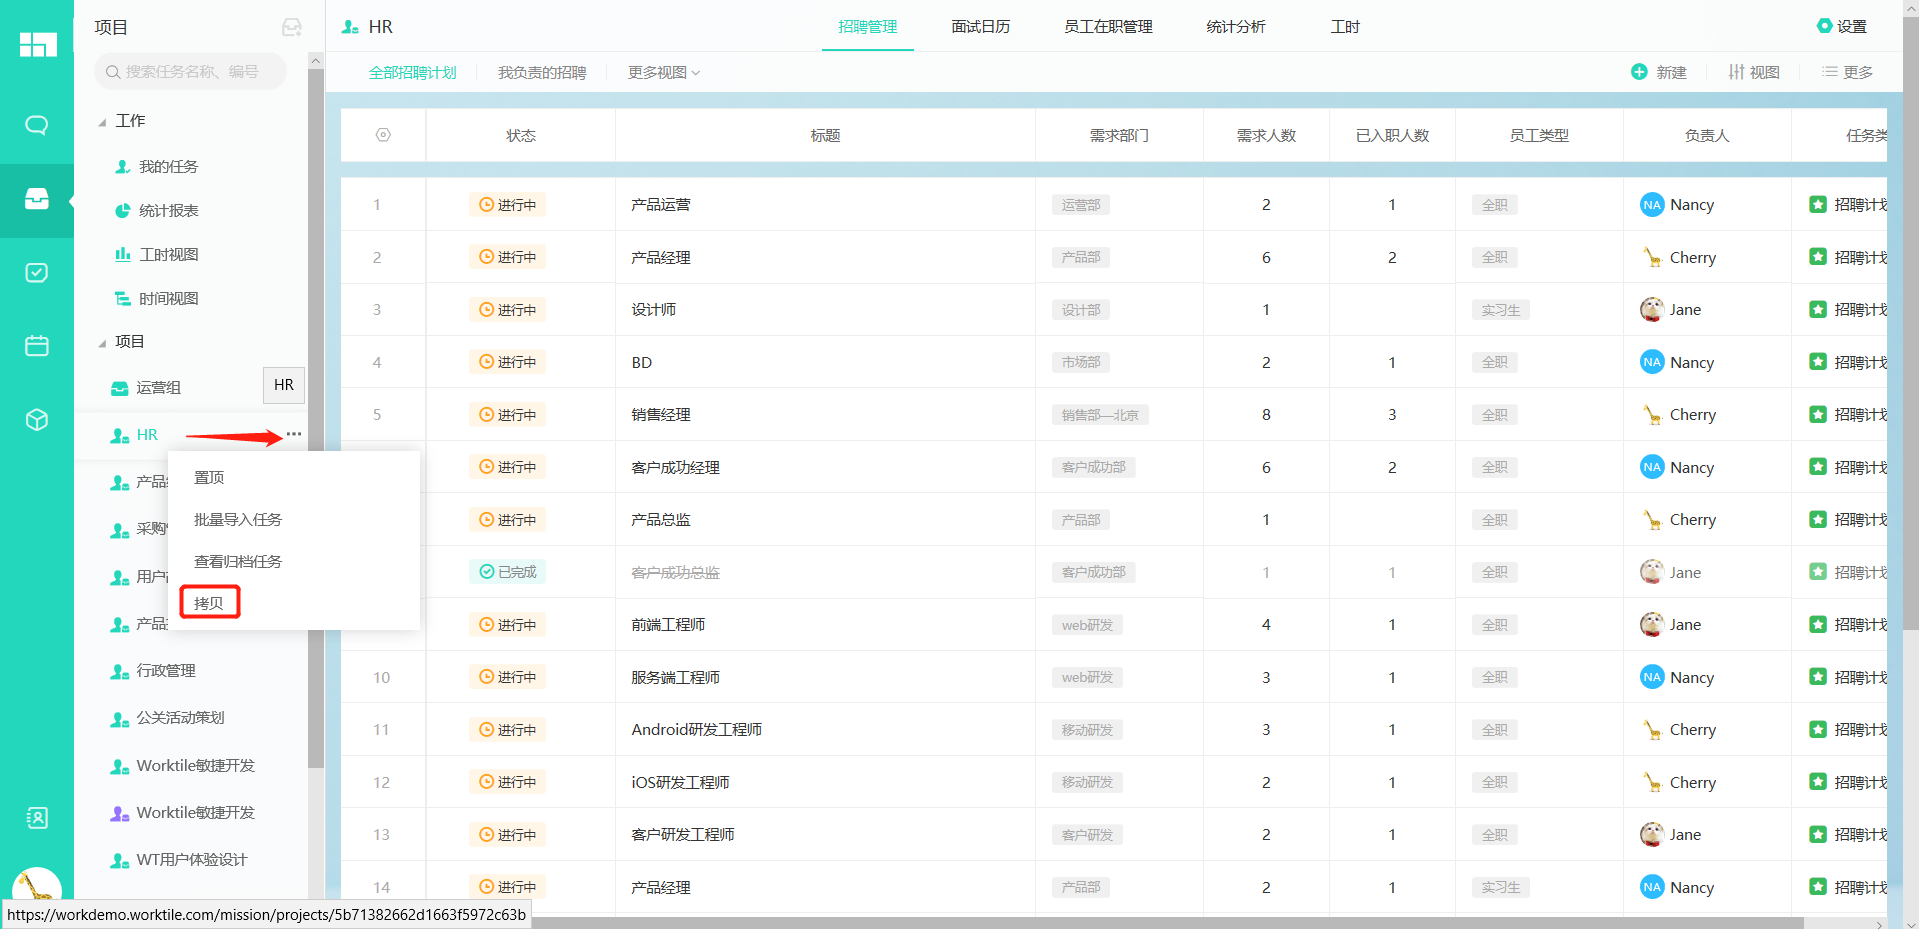 项目
HR
招聘管理
面试日历
员工在职管理
统计分析
工时
设置
搜索任务名称、编号
全部招聘计划
我负责的招聘
更多视图
新建
视图
更多
工作
我的任务
统计报表
工时视图
时间视图
项目
运营组
HR
HR
产品
采购
用户
产品
行政管理
公关活动策划
Worktile敏捷开发
Worktile敏捷开发
WT用户体验设计
置顶
批量导入任务
查看归档任务
拷贝
状态 标题 需求部门 需求人数 已入职人数 员工类型 负责人 任务类
1 进行中 产品运营 运营部 2 1 全职 NA Nancy 招聘计划
2 进行中 产品经理 产品部 6 2 全职 Cherry 招聘计划
3 进行中 设计师 设计部 1 实习生 Jane 招聘计划
4 进行中 BD 市场部 2 1 全职 NA Nancy 招聘计划
5 进行中 销售经理 销售部—北京 8 3 全职 Cherry 招聘计划
进行中 客户成功经理 客户成功部 6 2 全职 NA Nancy 招聘计划
进行中 产品总监 产品部 1 全职 Cherry 招聘计划
已完成 客户成功总监 客户成功部 1 1 全职 Jane 招聘计划
进行中 前端工程师 web研发 4 1 全职 Jane 招聘计划
10 进行中 服务端工程师 web研发 3 1 全职 NA Nancy 招聘计划
11 进行中 Android研发工程师 移动研发 3 1 全职 Cherry 招聘计划
12 进行中 iOS研发工程师 移动研发 2 1 全职 Cherry 招聘计划
13 进行中 客户研发工程师 客户研发 2 1 全职 Jane 招聘计划
14 进行中 产品经理 产品部 2 1 实习生 NA Nancy 招聘计划
https://workdemo.worktile.com/mission/projects/5b71382662d1663f5972c63b